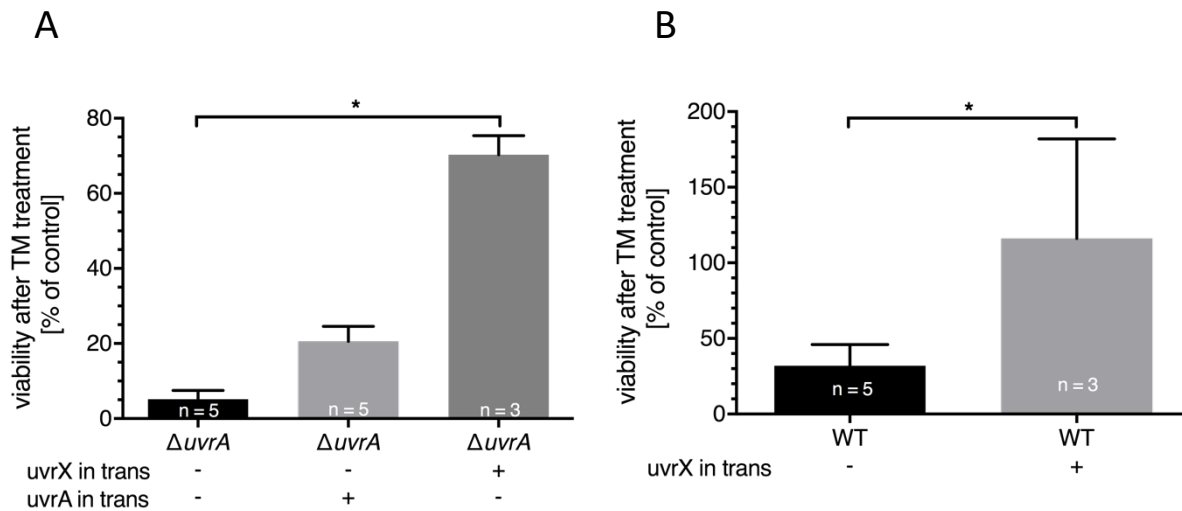 A
viability after TM treatment
[% of control]
80
60
40
20
0
*
n = 5
n = 5
n = 3
ΔuvrA
ΔuvrA
ΔuvrA
uvrX in trans - - +
uvrA in trans - + -
B
viability after TM treatment
[% of control]
200
150
100
50
0
*
n = 5
n = 3
WT
WT
uvrX in trans - +